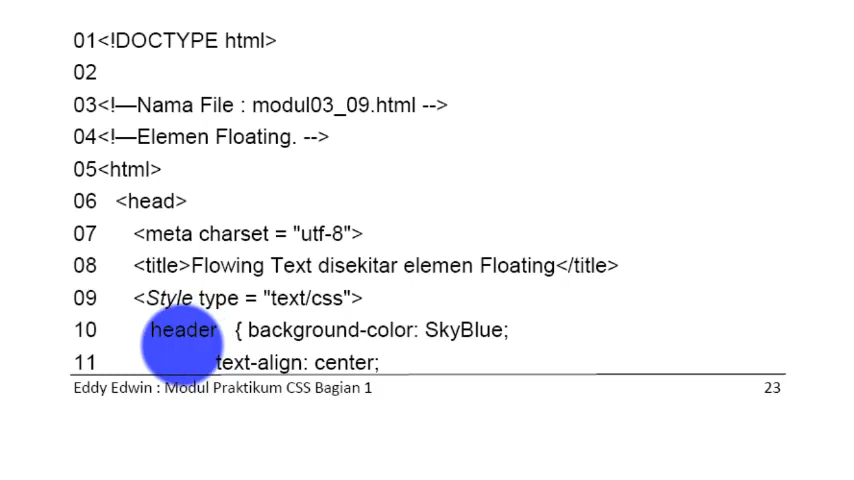 01<!DOCTYPE html>
02
03<!—Nama File : modul03_09.html -->
04<!—Elemen Floating. -->
05<html>
06 <head>
07 <meta charset = "utf-8">
08 <title>Flowing Text disekitar elemen Floating</title>
09 <Style type = "text/css">
10 header { background-color: SkyBlue;
11 text-align: center;
Eddy Edwin : Modul Praktikum CSS Bagian 1 23